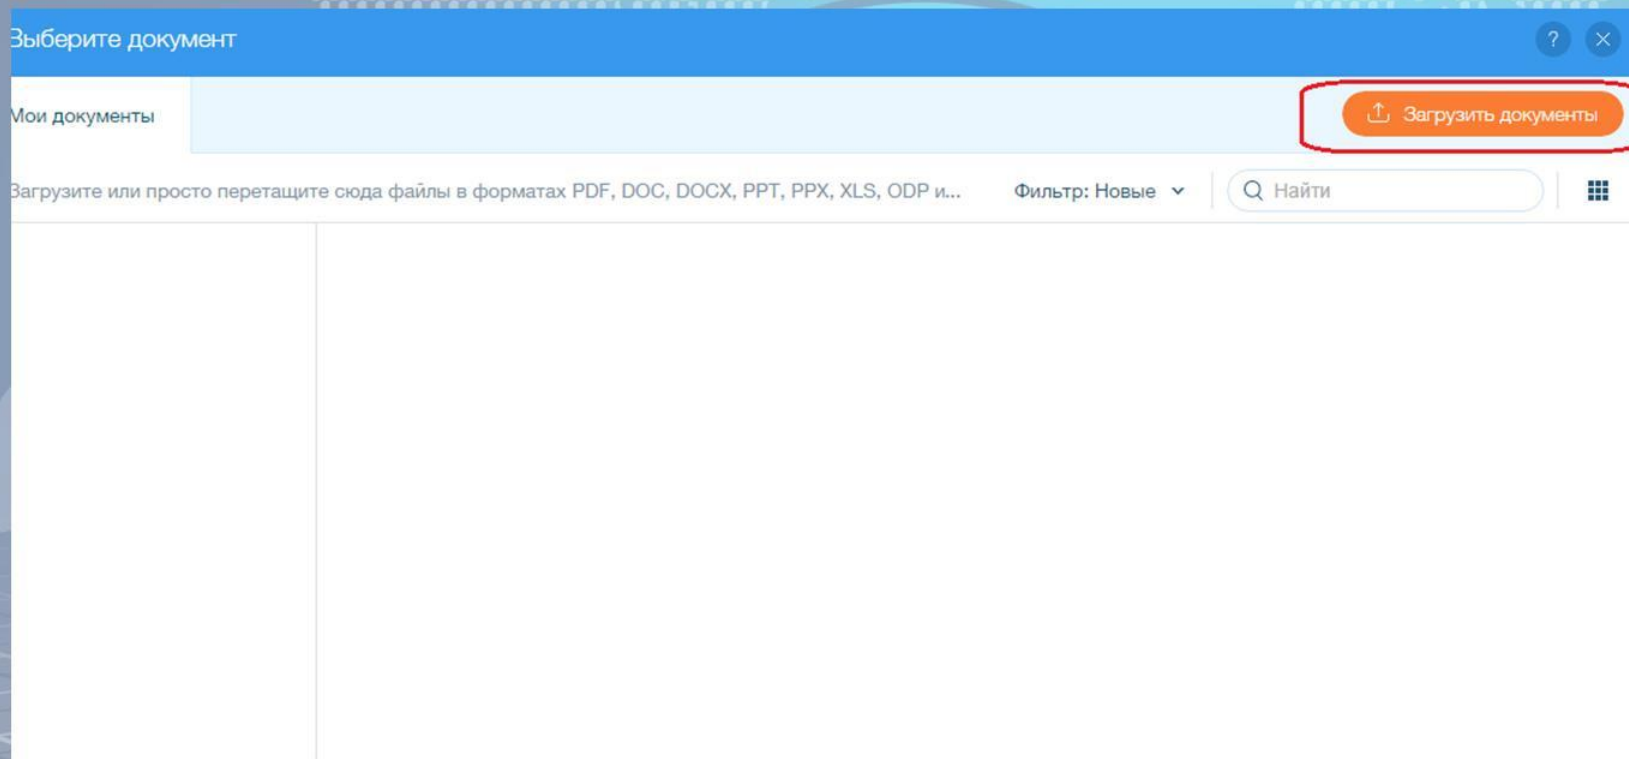 Выберите документ
?
Мои документы
Загрузить документы
Загрузите или просто перетащите сюда файлы в форматах PDF, DOC, DOCX, PPT, PPX, XLS, ODP и...
Фильтр: Новые
Найти